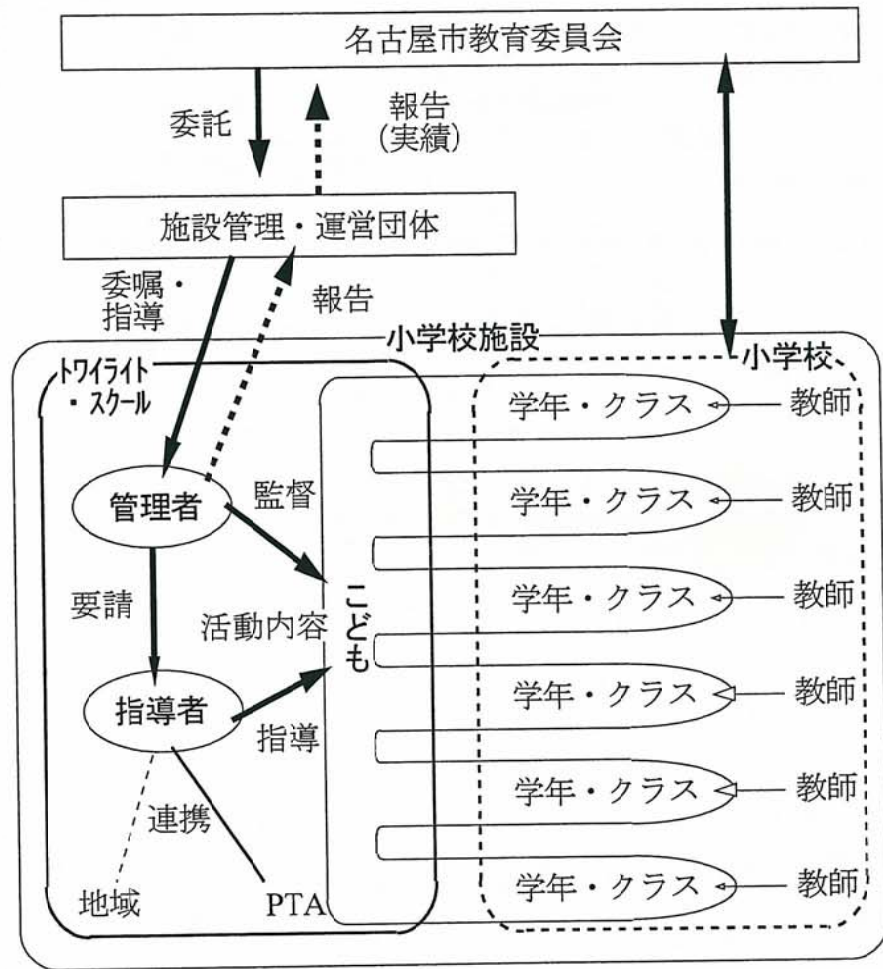 名古屋市教育委員会
委託
報告
(実績)
施設管理・運営団体
委嘱・
指導
報告
小学校施設
トワイライト
・スクール
小学校
管理者
監督
要請
活動内容
こども
指導者
指導
連携
地域
PTA
学年・クラス
教師
学年・クラス
教師
学年・クラス
教師
学年・クラス
教師
学年・クラス
教師
学年・クラス
教師